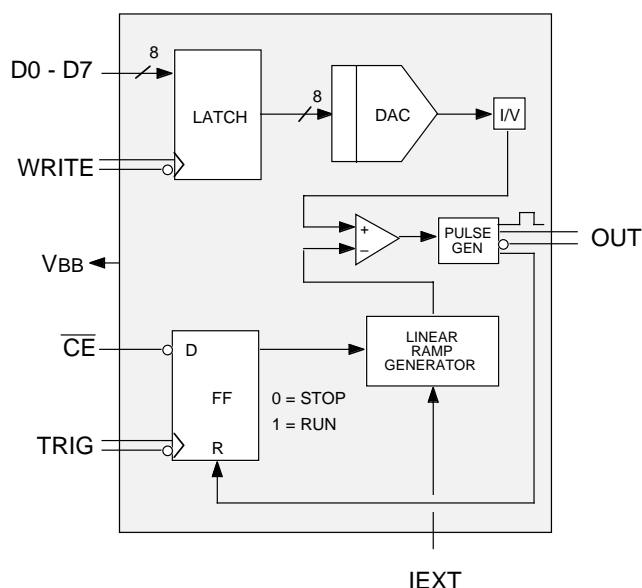 D0 - D7
8
LATCH
8
DAC
I/V
WRITE
+
–
PULSE
GEN
OUT
VBB
CE
D
FF
R
0 = STOP
1 = RUN
LINEAR
RAMP
GENERATOR
TRIG
IEXT